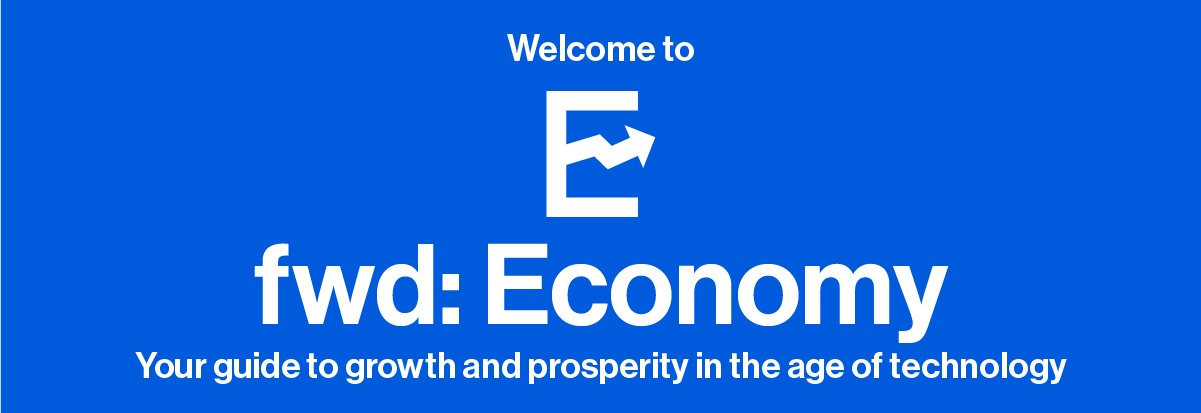 Welcome to
E
fwd: Economy
Your guide to growth and prosperity in the age of technology